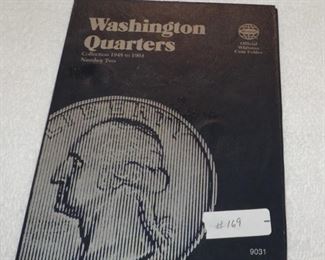 Washington
Quarters
Collection 1948 to 1964
Number Two
Official
Whitman
Coin Folder
LIBERTY
#169
9031